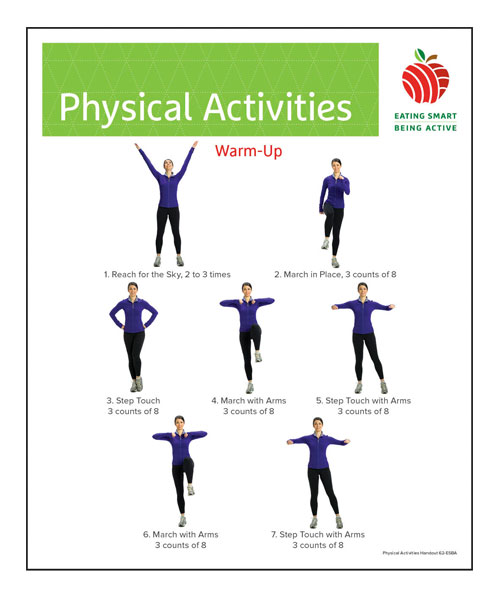 Physical Activities
EATING SMART
BEING ACTIVE
Warm-Up
1. Reach for the Sky, 2 to 3 times
2. March in Place, 3 counts of 8
3. Step Touch
3 counts of 8
4. March with Arms
3 counts of 8
5. Step Touch with Arms
3 counts of 8
6. March with Arms
3 counts of 8
7. Step Touch with Arms
3 counts of 8
Physical Activities Handout 62-ESBA